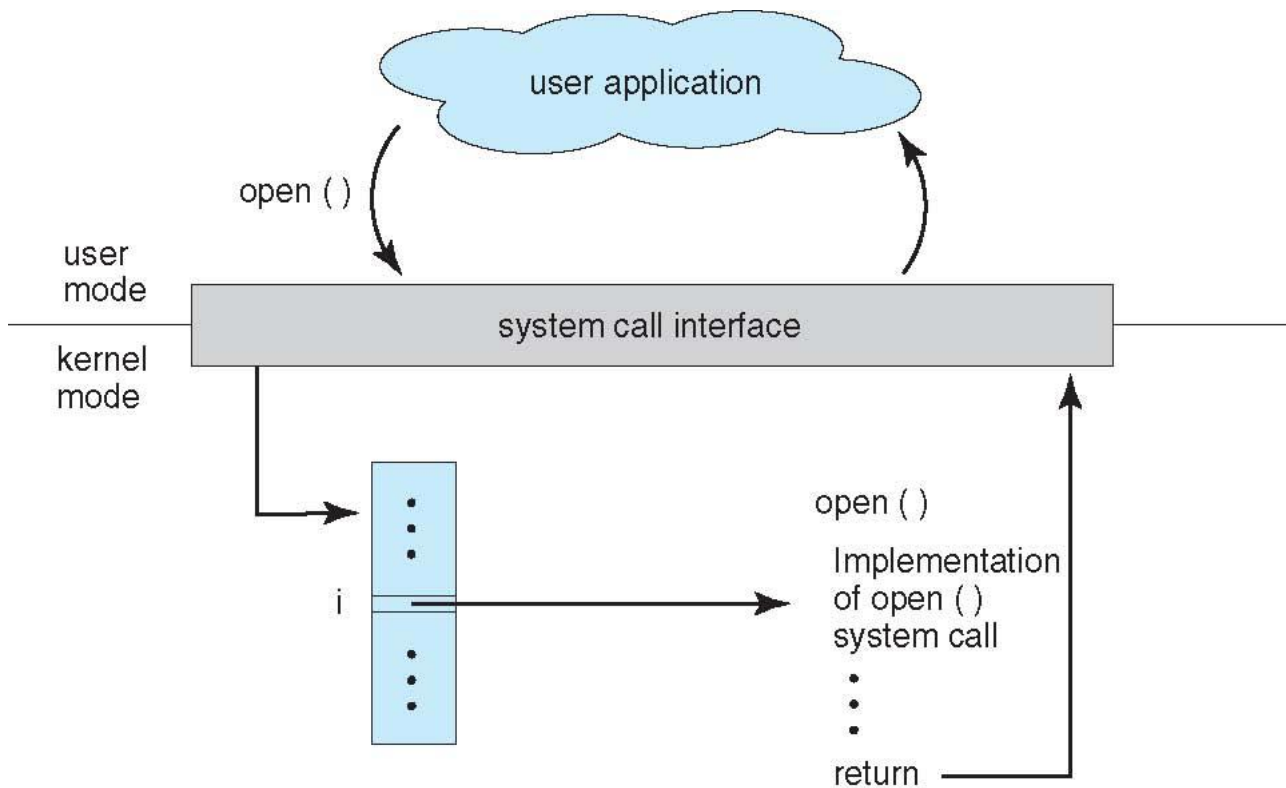 user application
open ( )
user
mode
system call interface
kernel
mode
open ( )
i
Implementation
of open ( )
system call
return